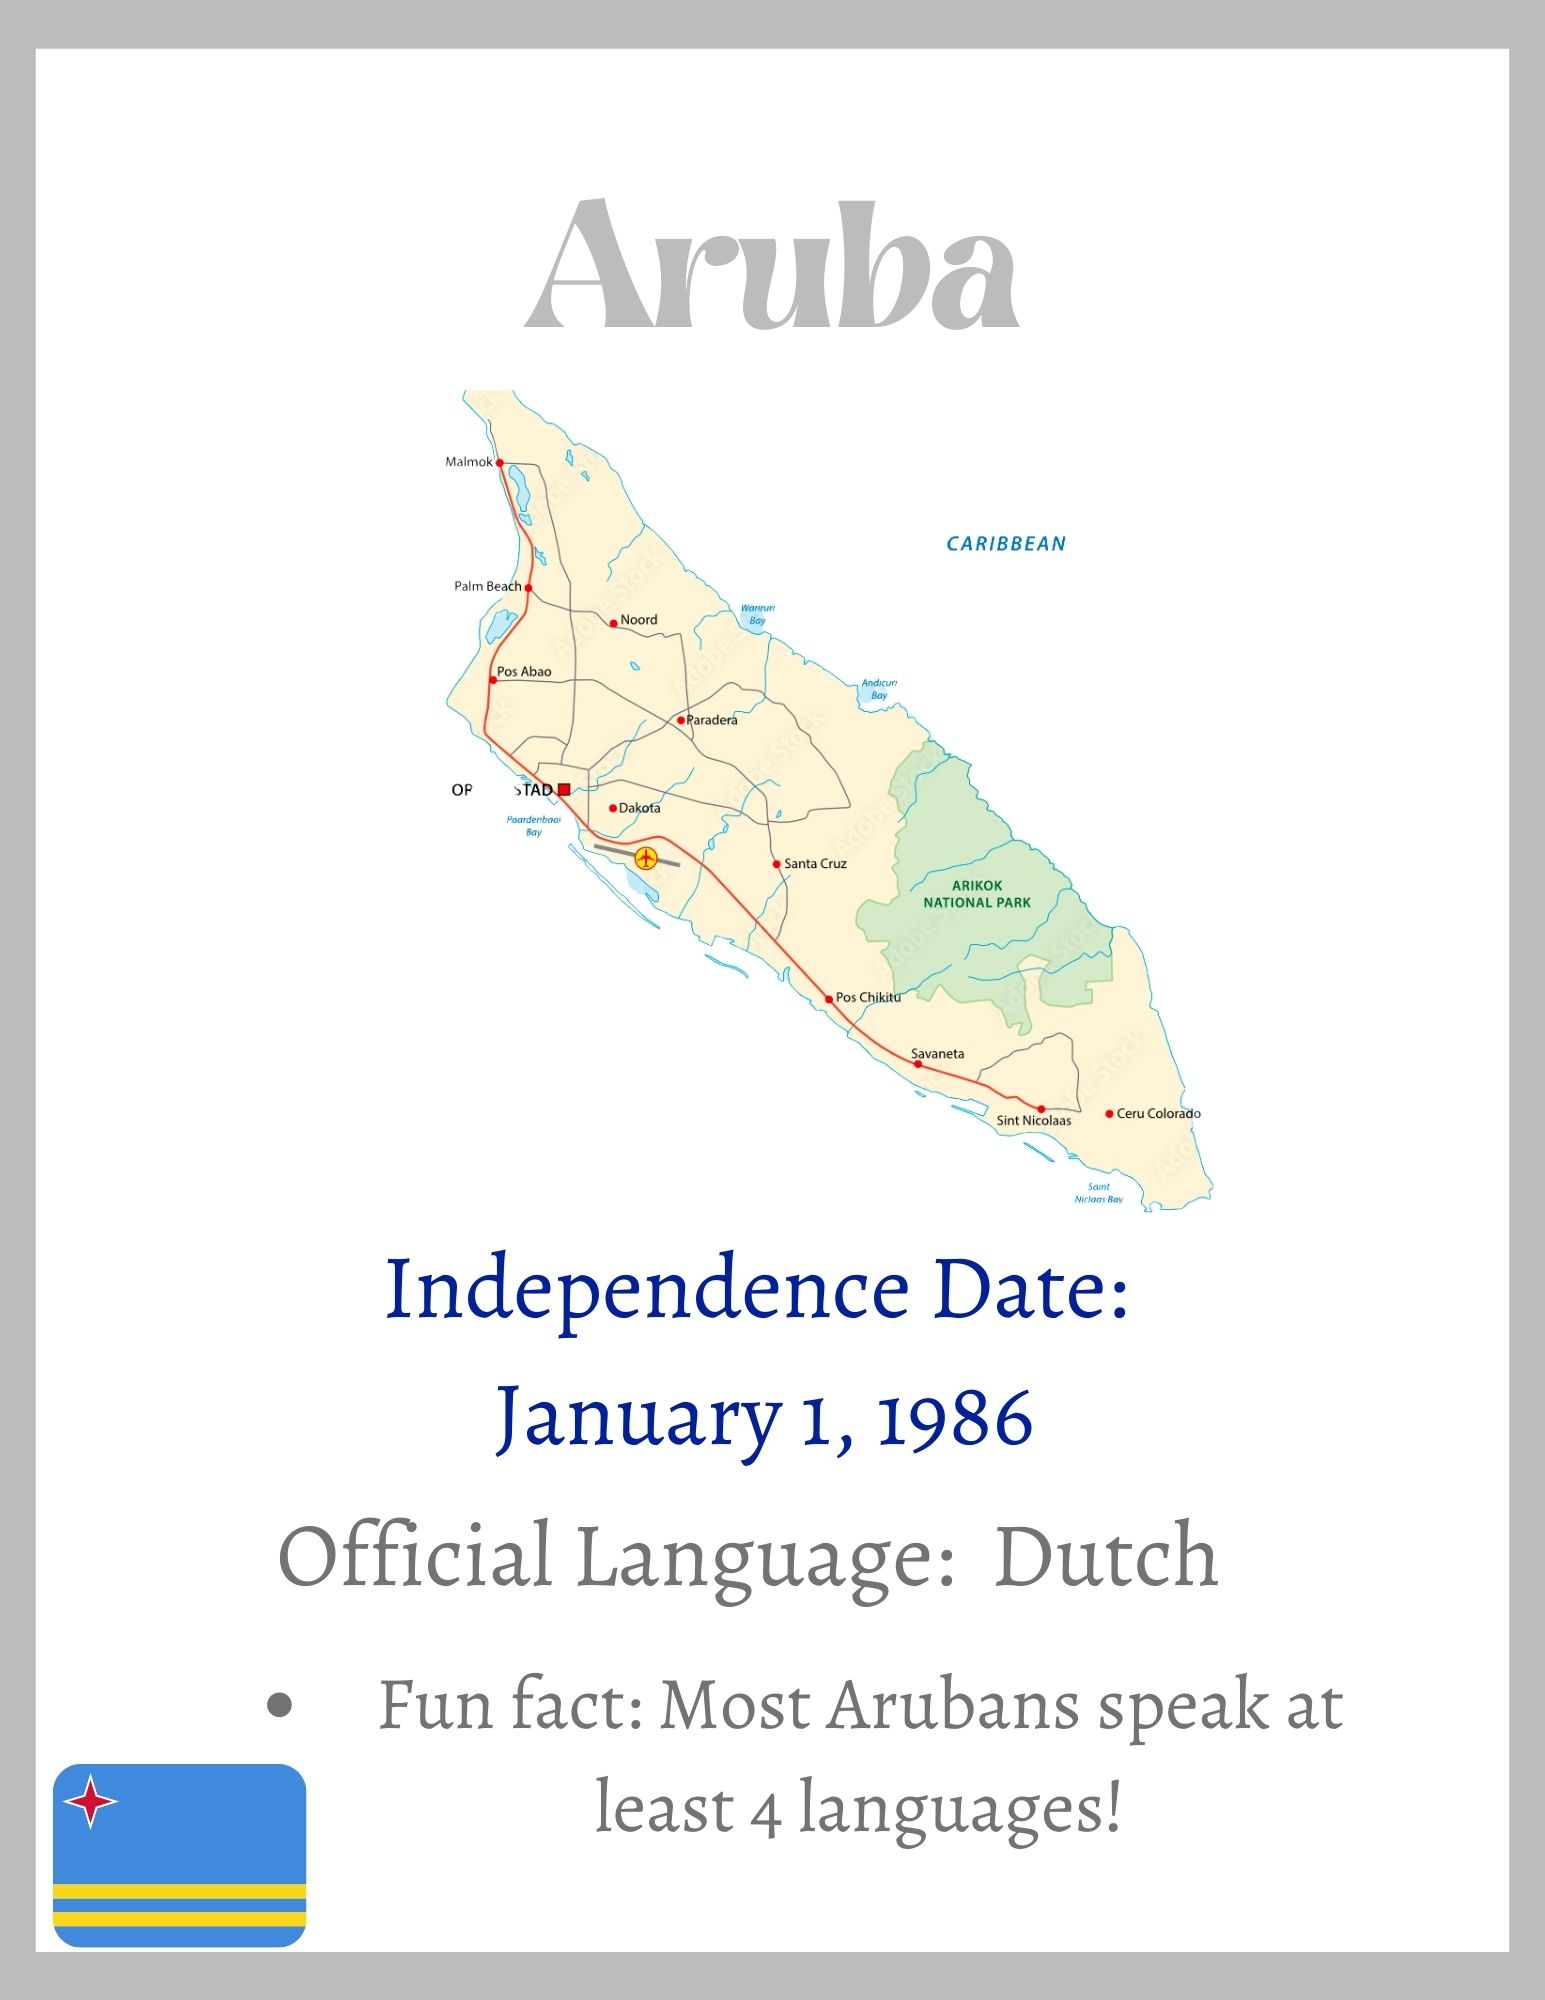 Aruba
Malmok
CARIBBEAN
Palm Beach
Noord
Wariruri
Bay
Pos Abao
Andicuri
Bay
Paradera
OR STAD
Dakota
Paardenbaai
Bay
Santa Cruz
ARIKOK
NATIONAL PARK
Pos Chikitu
Savaneta
Sint Nicolaas
Ceru Colorado
Saint
Niclaas Bay
Independence Date:
January 1, 1986
Official Language: Dutch
• Fun fact: Most Arubans speak at
least 4 languages!